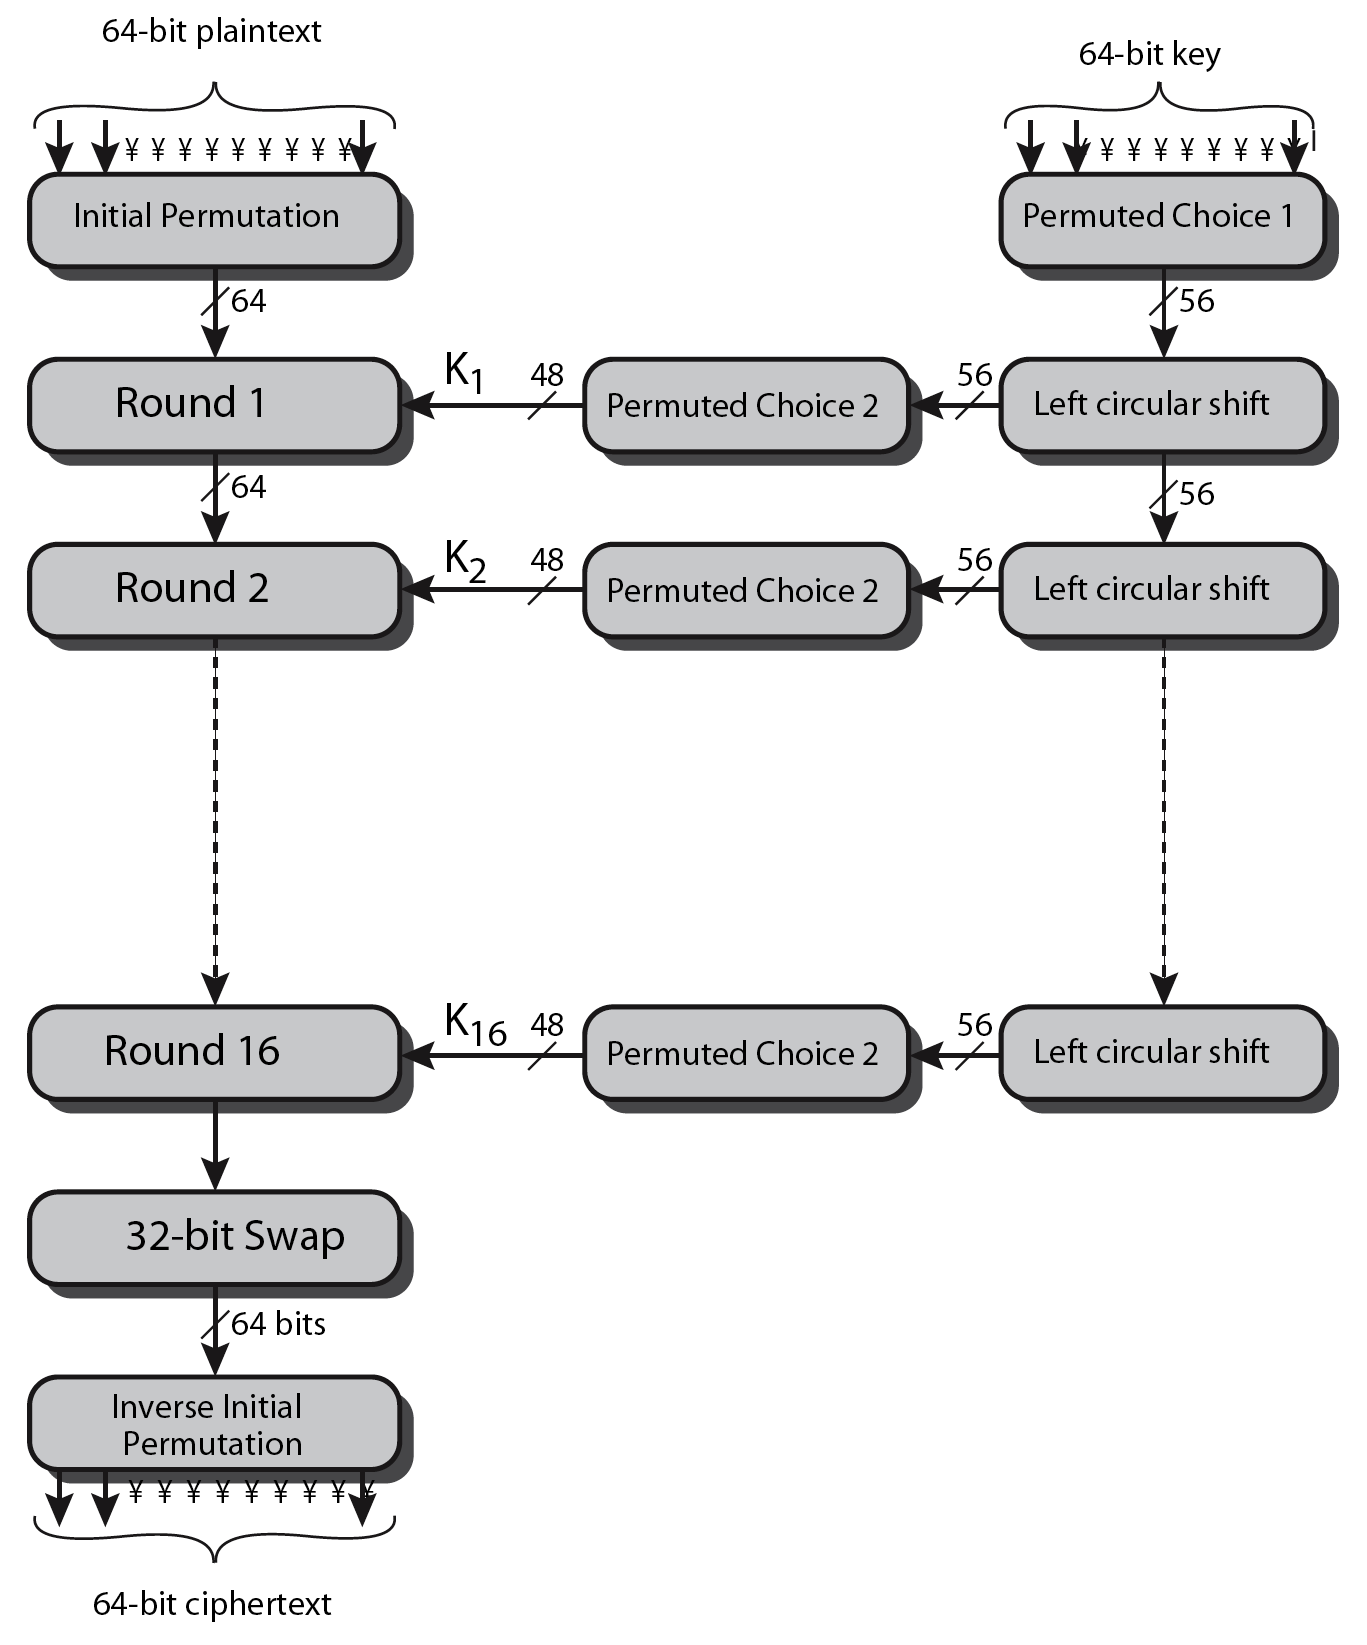 64-bit plaintext
64-bit key
¥ ¥ ¥ ¥ ¥ ¥ ¥ ¥ ¥
¥ ¥ ¥ ¥ ¥ ¥ ¥ ¥ ¥
Initial Permutation
Permuted Choice 1
64
56
Round 1
K1
48
Permuted Choice 2
56
Left circular shift
64
56
Round 2
K2
48
Permuted Choice 2
56
Left circular shift
Round 16
K16
48
Permuted Choice 2
56
Left circular shift
32-bit Swap
64 bits
Inverse Initial
Permutation
¥ ¥ ¥ ¥ ¥ ¥ ¥ ¥ ¥
64-bit ciphertext